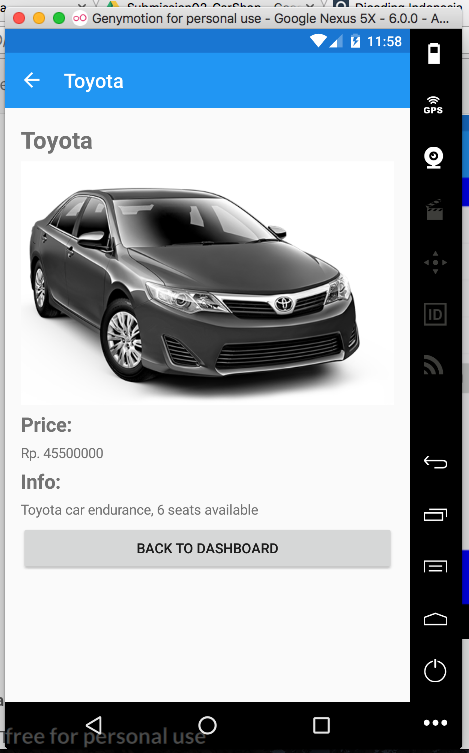 Submission02-CarShop
Dicoding Indonesia
Genymotion for personal use - Google Nexus 5X - 6.0.0 - A...
11:58
Toyota
GPS
Toyota
Price:
Rp. 45500000
ID
Info:
Toyota car endurance, 6 seats available
BACK TO DASHBOARD
free for personal use